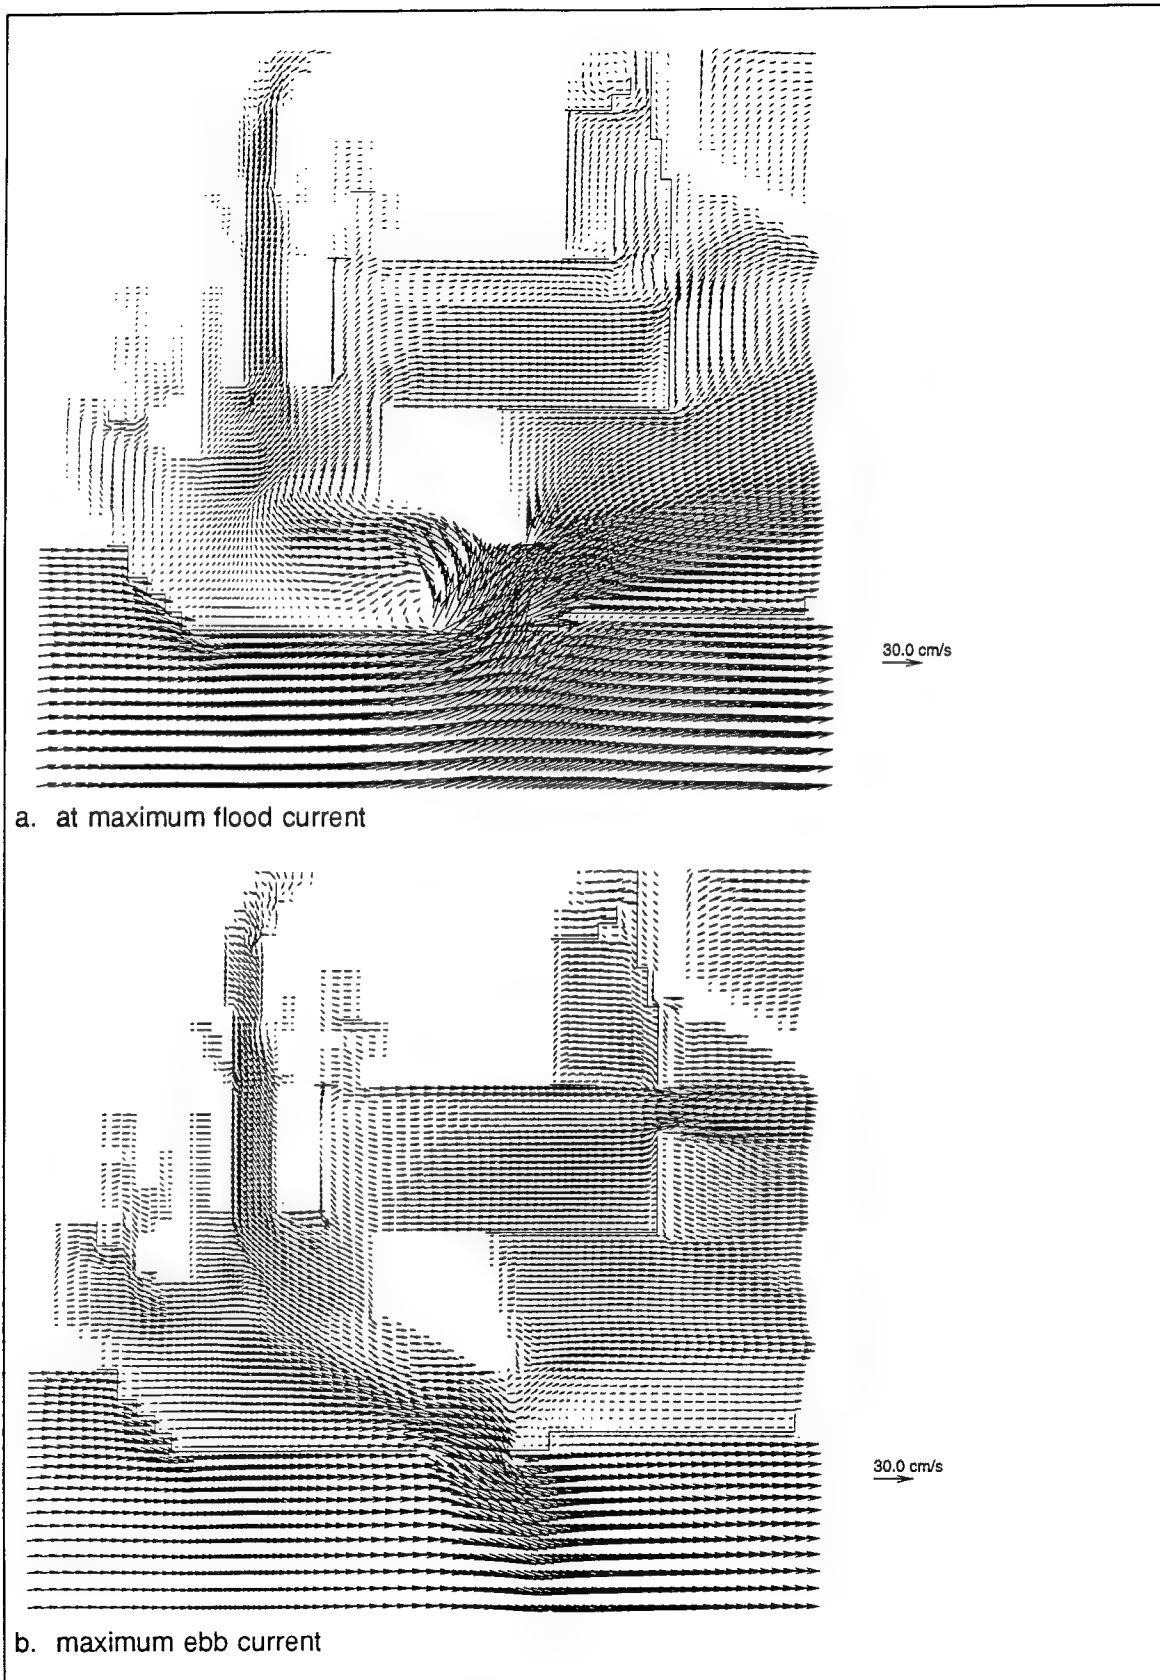 30.0 cm/s
a. at maximum flood current
30.0 cm/s
b. maximum ebb current